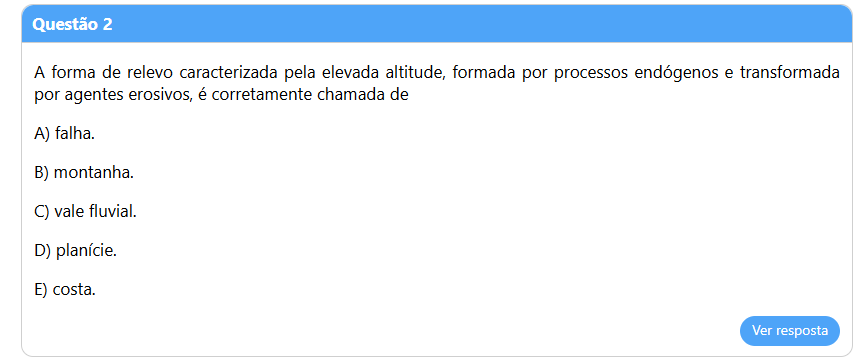 Questão 2
A forma de relevo caracterizada pela elevada altitude, formada por processos endógenos e transformada
por agentes erosivos, é corretamente chamada de
A) falha.
B) montanha.
C) vale fluvial.
D) planície.
E) costa.
Ver resposta